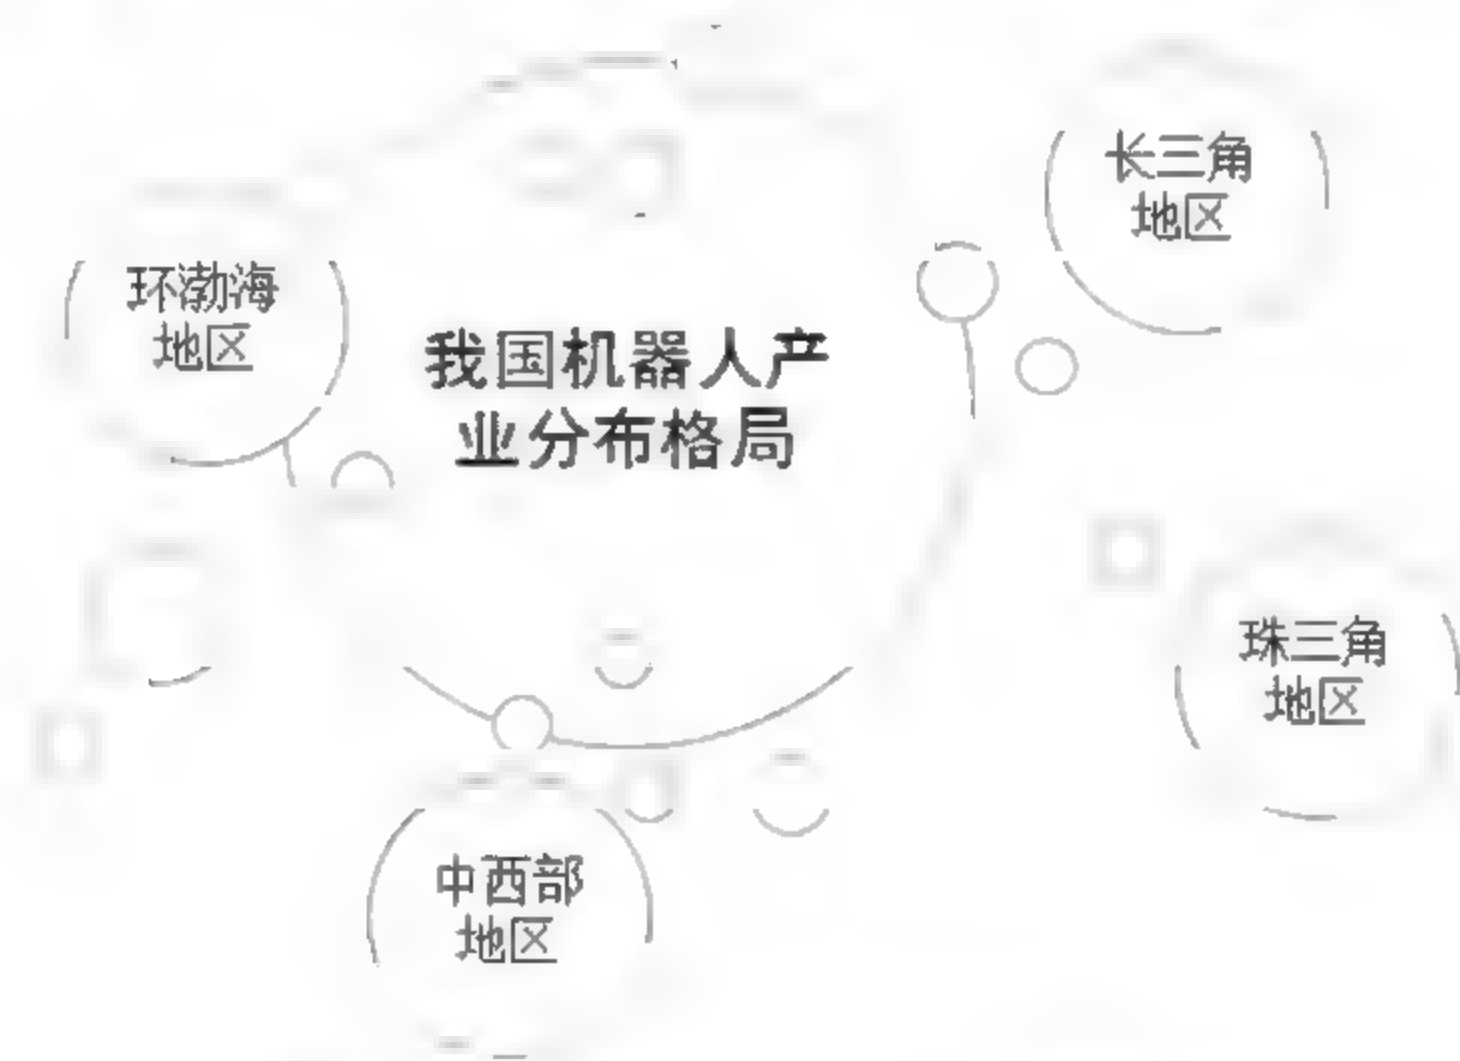 我国机器人产
业分布格局
环渤海
地区
长三角
地区
珠三角
地区
中西部
地区